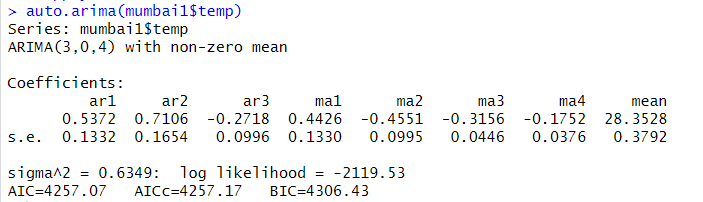 > auto.arima(mumbai1$temp)
Series: mumbai1$temp
ARIMA(3,0,4) with non-zero mean
Coefficients:
ar1 ar2 ar3 ma1 ma2 ma3 ma4 mean
0.5372 0.7106 -0.2718 0.4426 -0.4551 -0.3156 -0.1752 28.3528
s.e. 0.1332 0.1654 0.0996 0.1330 0.0995 0.0446 0.0376 0.3792
sigma^2 = 0.6349: log likelihood = -2119.53
AIC=4257.07 AICc=4257.17 BIC=4306.43